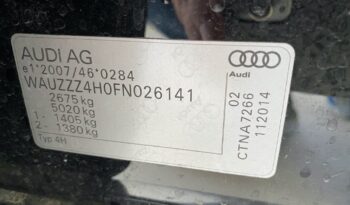 AUDI AG
e1*2007/46*0284
WAUZZZ4H0FN026141
2675 kg
5020 kg
1- 1405 kg
2- 1380 kg
Typ 4H
Audi
02
CTNA7266
112014